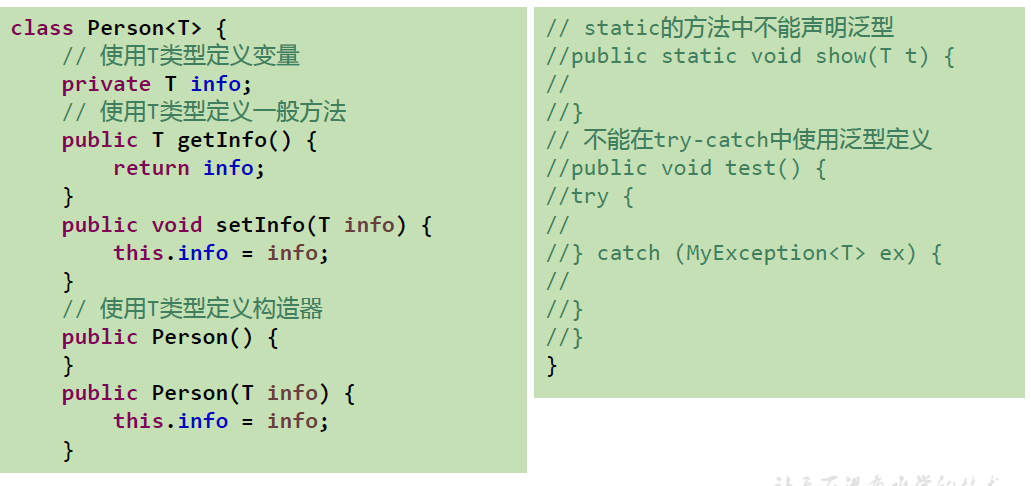 class Person<T> {
    // 使用T类型定义变量
    private T info;
    // 使用T类型定义一般方法
    public T getInfo() {
        return info;
    }
    public void setInfo(T info) {
        this.info = info;
    }
    // 使用T类型定义构造器
    public Person() {
    }
    public Person(T info) {
        this.info = info;
    }
// static的方法中不能声明泛型
//public static void show(T t) {
//
//}
// 不能在try-catch中使用泛型定义
//public void test() {
//try {
//
//} catch (MyException<T> ex) {
//
//}
//}
}